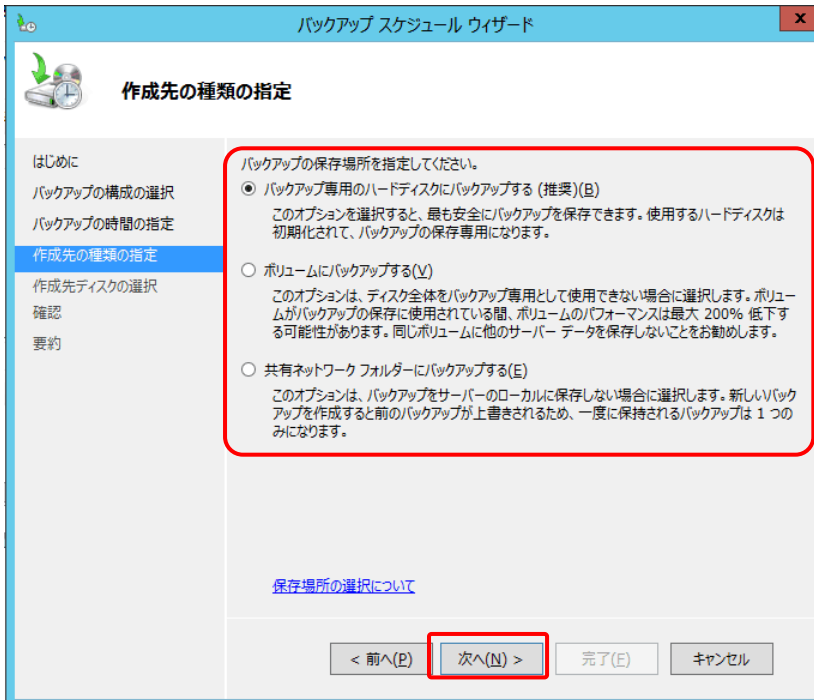 バックアップ スケジュール ウィザード
x
作成先の種類の指定
はじめに
バックアップの構成の選択
バックアップの時間の指定
作成先の種類の指定
作成先ディスクの選択
確認
要約
バックアップの保存場所を指定してください。
バックアップ専用のハードディスクにバックアップする (推奨)(B)
このオプションを選択すると、最も安全にバックアップを保存できます。使用するハードディスクは
初期化されて、バックアップの保存専用になります。
ボリュームにバックアップする(V)
このオプションは、ディスク全体をバックアップ専用として使用できない場合に選択します。ボリュー
ムがバックアップの保存に使用されている間、ボリュームのパフォーマンスは最大 200% 低下す
る可能性があります。同じボリュームに他のサーバー データを保存しないことをお勧めします。
共有ネットワーク フォルダーにバックアップする(E)
このオプションは、バックアップをサーバーのローカルに保存しない場合に選択します。新しいバック
アップを作成すると前のバックアップが上書きされるため、一度に保持されるバックアップは 1 つの
みになります。
保存場所の選択について
< 前へ(P)
次へ(N) >
完了(F)
キャンセル